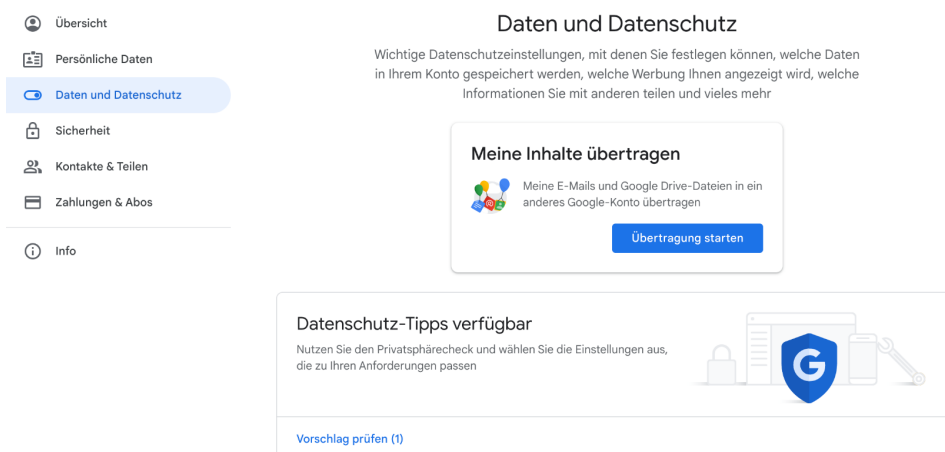 Übersicht
Persönliche Daten
Daten und Datenschutz
Sicherheit
Kontakte & Teilen
Zahlungen & Abos
Info
Daten und Datenschutz
Wichtige Datenschutzeinstellungen, mit denen Sie festlegen können, welche Daten
in Ihrem Konto gespeichert werden, welche Werbung Ihnen angezeigt wird, welche
Informationen Sie mit anderen teilen und vieles mehr
Meine Inhalte übertragen
Meine E-Mails und Google Drive-Dateien in ein
anderes Google-Konto übertragen
Übertragung starten
Datenschutz-Tipps verfügbar
Nutzen Sie den Privatsphärecheck und wählen Sie die Einstellungen aus,
die zu Ihren Anforderungen passen
G
Vorschlag prüfen (1)